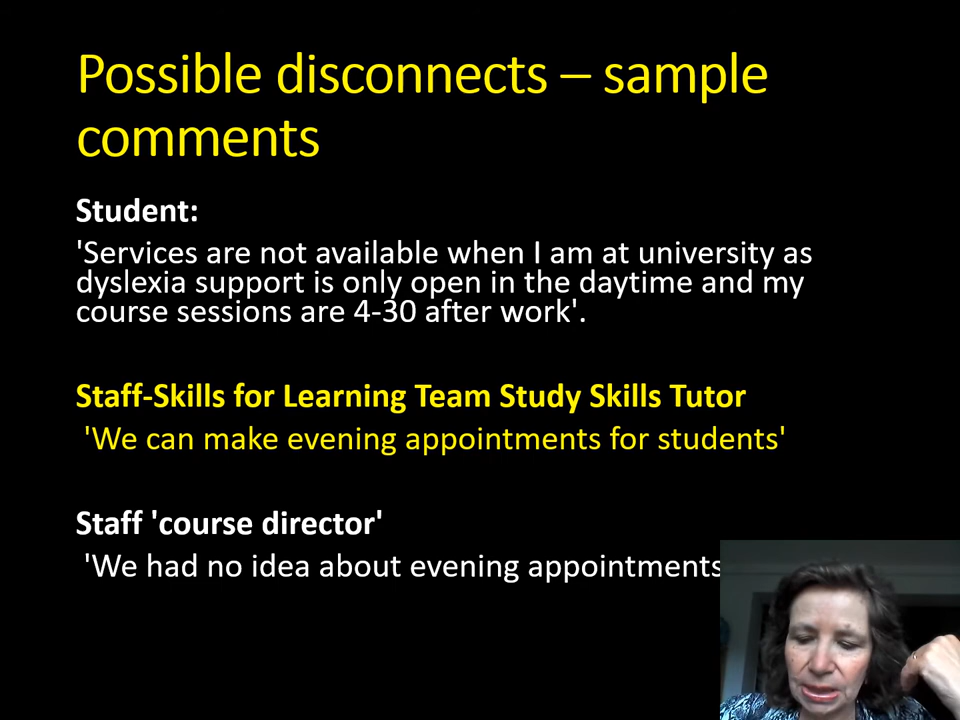 Possible disconnects – sample
comments
Student:
'Services are not available when I am at university as
dyslexia support is only open in the daytime and my
course sessions are 4-30 after work'.
Staff-Skills for Learning Team Study Skills Tutor
'We can make evening appointments for students'
Staff 'course director'
'We had no idea about evening appointments